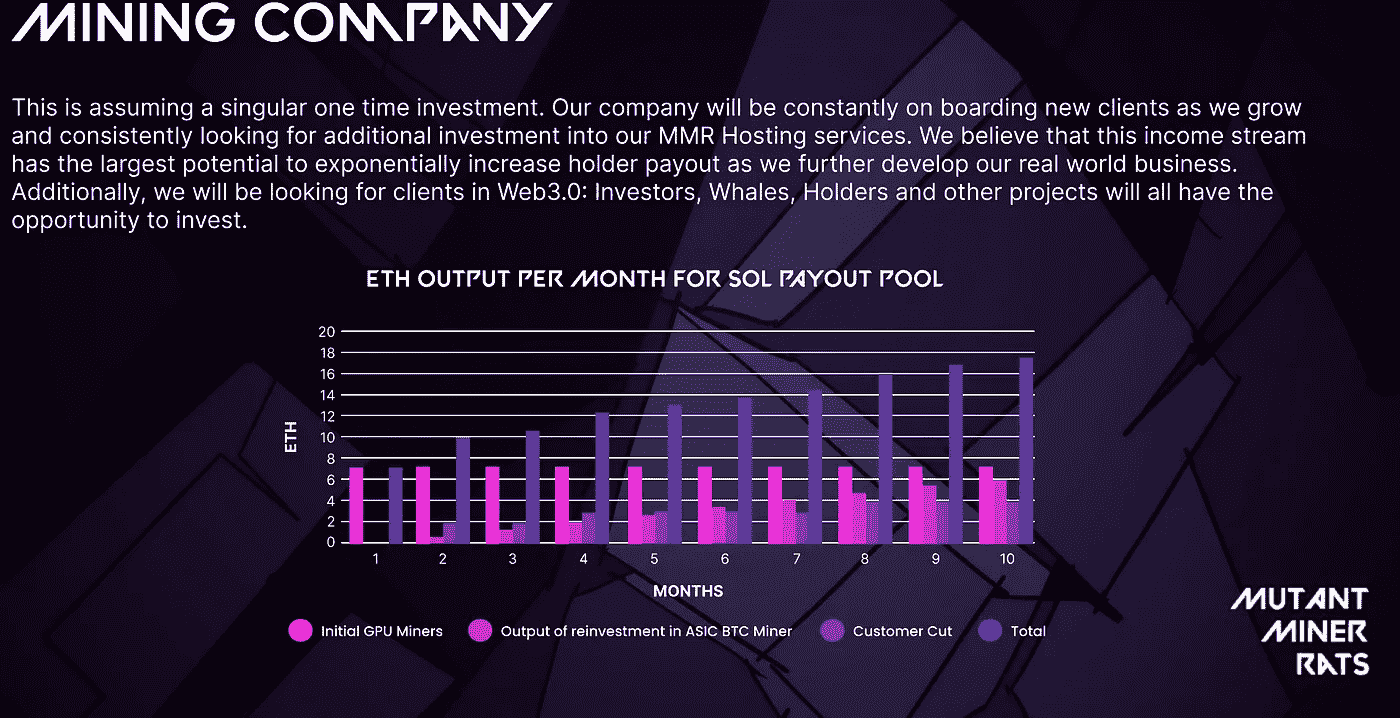 MINING COMPANY
This is assuming a singular one time investment. Our company will be constantly on boarding new clients as we grow
and consistently looking for additional investment into our MMR Hosting services. We believe that this income stream
has the largest potential to exponentially increase holder payout as we further develop our real world business.
Additionally, we will be looking for clients in Web3.0: Investors, Whales, Holders and other projects will all have the
opportunity to invest.
ETH OUTPUT PER MONTH FOR SOL PAYOUT POOL
20
18
16
14
12
10
8
6
4
2
0
ETH
1 2 3 4 5 6 7 8 9 10
MONTHS
Initial GPU Miners Output of reinvestment in ASIC BTC Miner Customer Cut Total
MUTANT
MINER
RATS